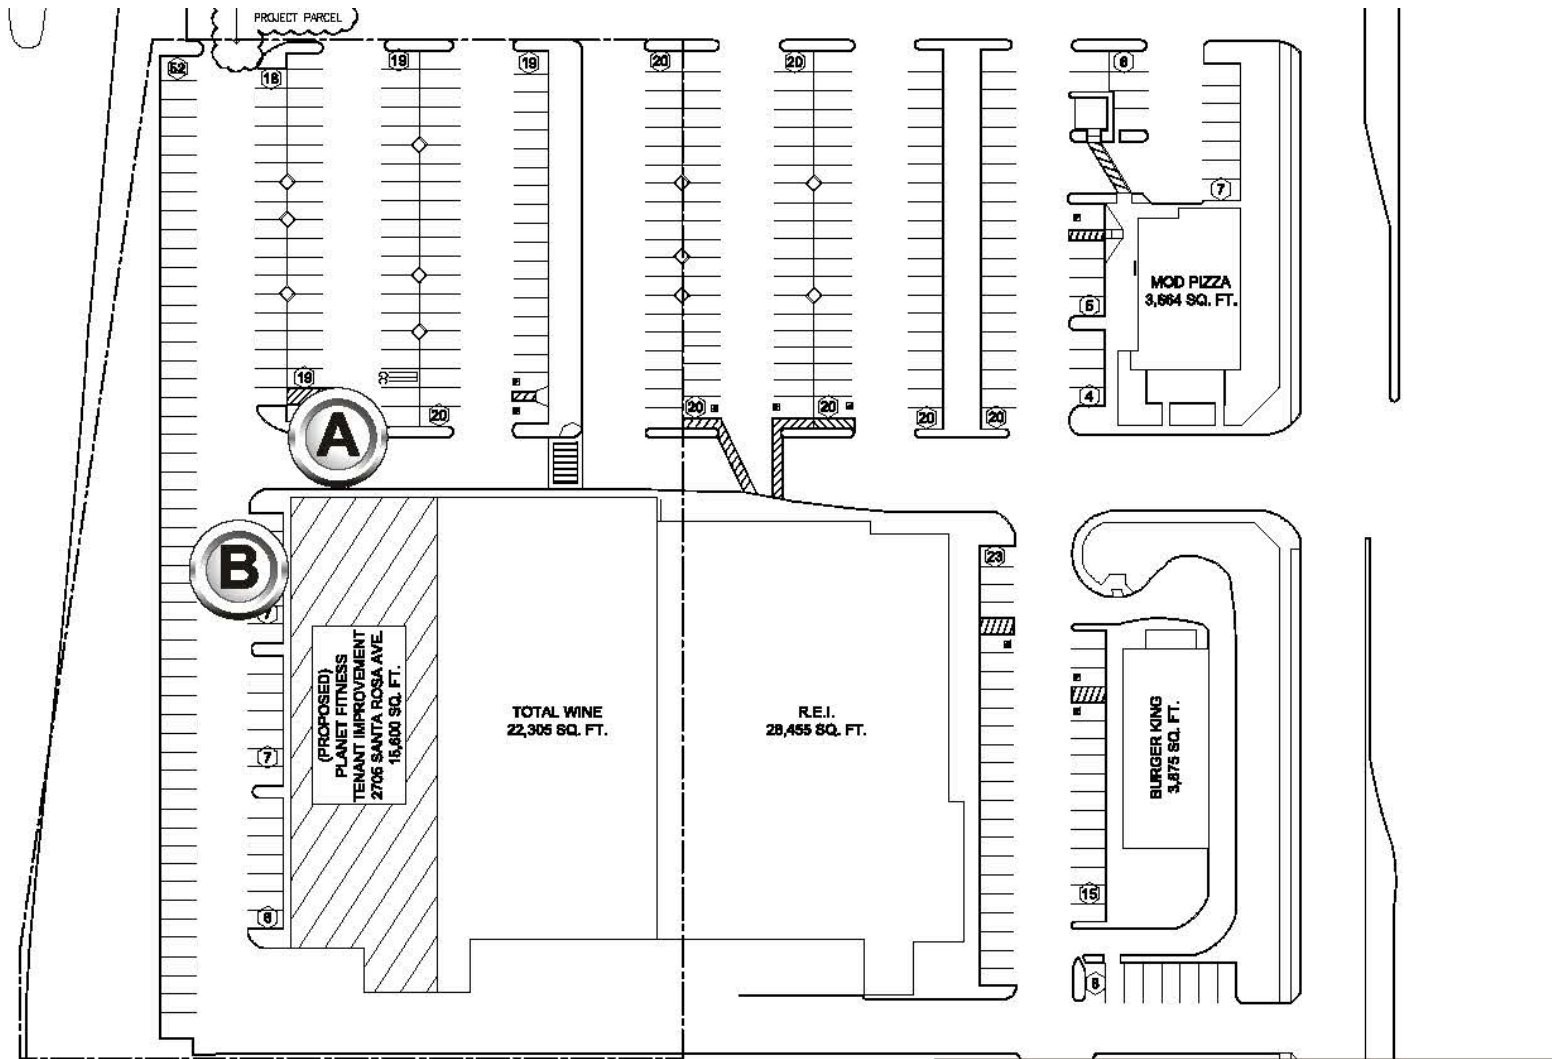 PROJECT PARCEL
52
18
19
19
20
20
6
7
MOD PIZZA
3,664 SQ. FT.
5
4
19
20
20
20
20
20
A
B
7
7
6
(PROPOSED)
PLANET FITNESS
TENANT IMPROVEMENT
2705 SANTA ROSA AVE.
15,600 SQ. FT.
TOTAL WINE
22,305 SQ. FT.
R.E.I.
28,455 SQ. FT.
23
BURGER KING
3,875 SQ. FT.
15